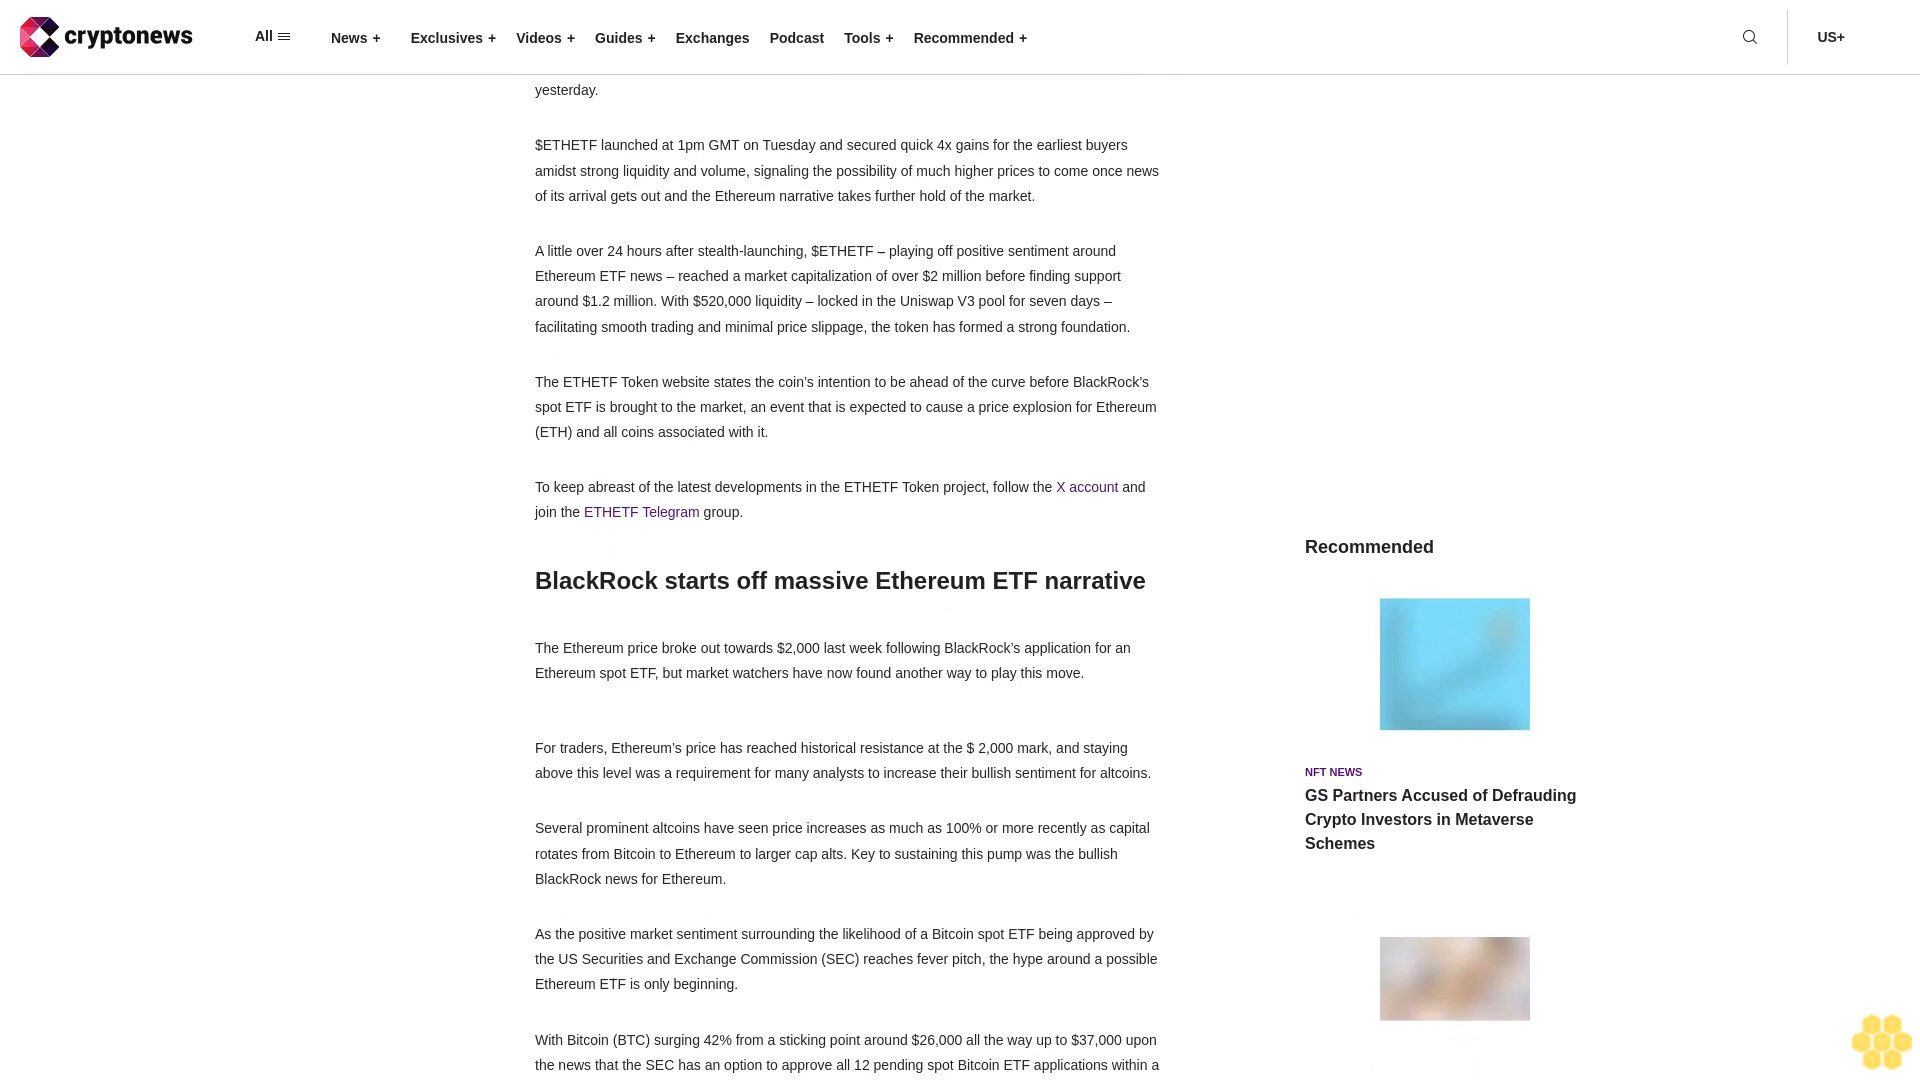 cryptonews
All
News +
Exclusives +
Videos +
Guides +
Exchanges
Podcast
Tools +
Recommended +
US+
yesterday.
$ETHETF launched at 1pm GMT on Tuesday and secured quick 4x gains for the earliest buyers
amidst strong liquidity and volume, signaling the possibility of much higher prices to come once news
of its arrival gets out and the Ethereum narrative takes further hold of the market.
A little over 24 hours after stealth-launching, $ETHETF – playing off positive sentiment around
Ethereum ETF news – reached a market capitalization of over $2 million before finding support
around $1.2 million. With $520,000 liquidity – locked in the Uniswap V3 pool for seven days –
facilitating smooth trading and minimal price slippage, the token has formed a strong foundation.
The ETHETF Token website states the coin’s intention to be ahead of the curve before BlackRock’s
spot ETF is brought to the market, an event that is expected to cause a price explosion for Ethereum
(ETH) and all coins associated with it.
To keep abreast of the latest developments in the ETHETF Token project, follow the X account and
join the ETHETF Telegram group.
BlackRock starts off massive Ethereum ETF narrative
The Ethereum price broke out towards $2,000 last week following BlackRock’s application for an
Ethereum spot ETF, but market watchers have now found another way to play this move.
For traders, Ethereum’s price has reached historical resistance at the $ 2,000 mark, and staying
above this level was a requirement for many analysts to increase their bullish sentiment for altcoins.
Several prominent altcoins have seen price increases as much as 100% or more recently as capital
rotates from Bitcoin to Ethereum to larger cap alts. Key to sustaining this pump was the bullish
BlackRock news for Ethereum.
As the positive market sentiment surrounding the likelihood of a Bitcoin spot ETF being approved by
the US Securities and Exchange Commission (SEC) reaches fever pitch, the hype around a possible
Ethereum ETF is only beginning.
With Bitcoin (BTC) surging 42% from a sticking point around $26,000 all the way up to $37,000 upon
the news that the SEC has an option to approve all 12 pending spot Bitcoin ETF applications within a
Recommended
NFT NEWS
GS Partners Accused of Defrauding
Crypto Investors in Metaverse
Schemes